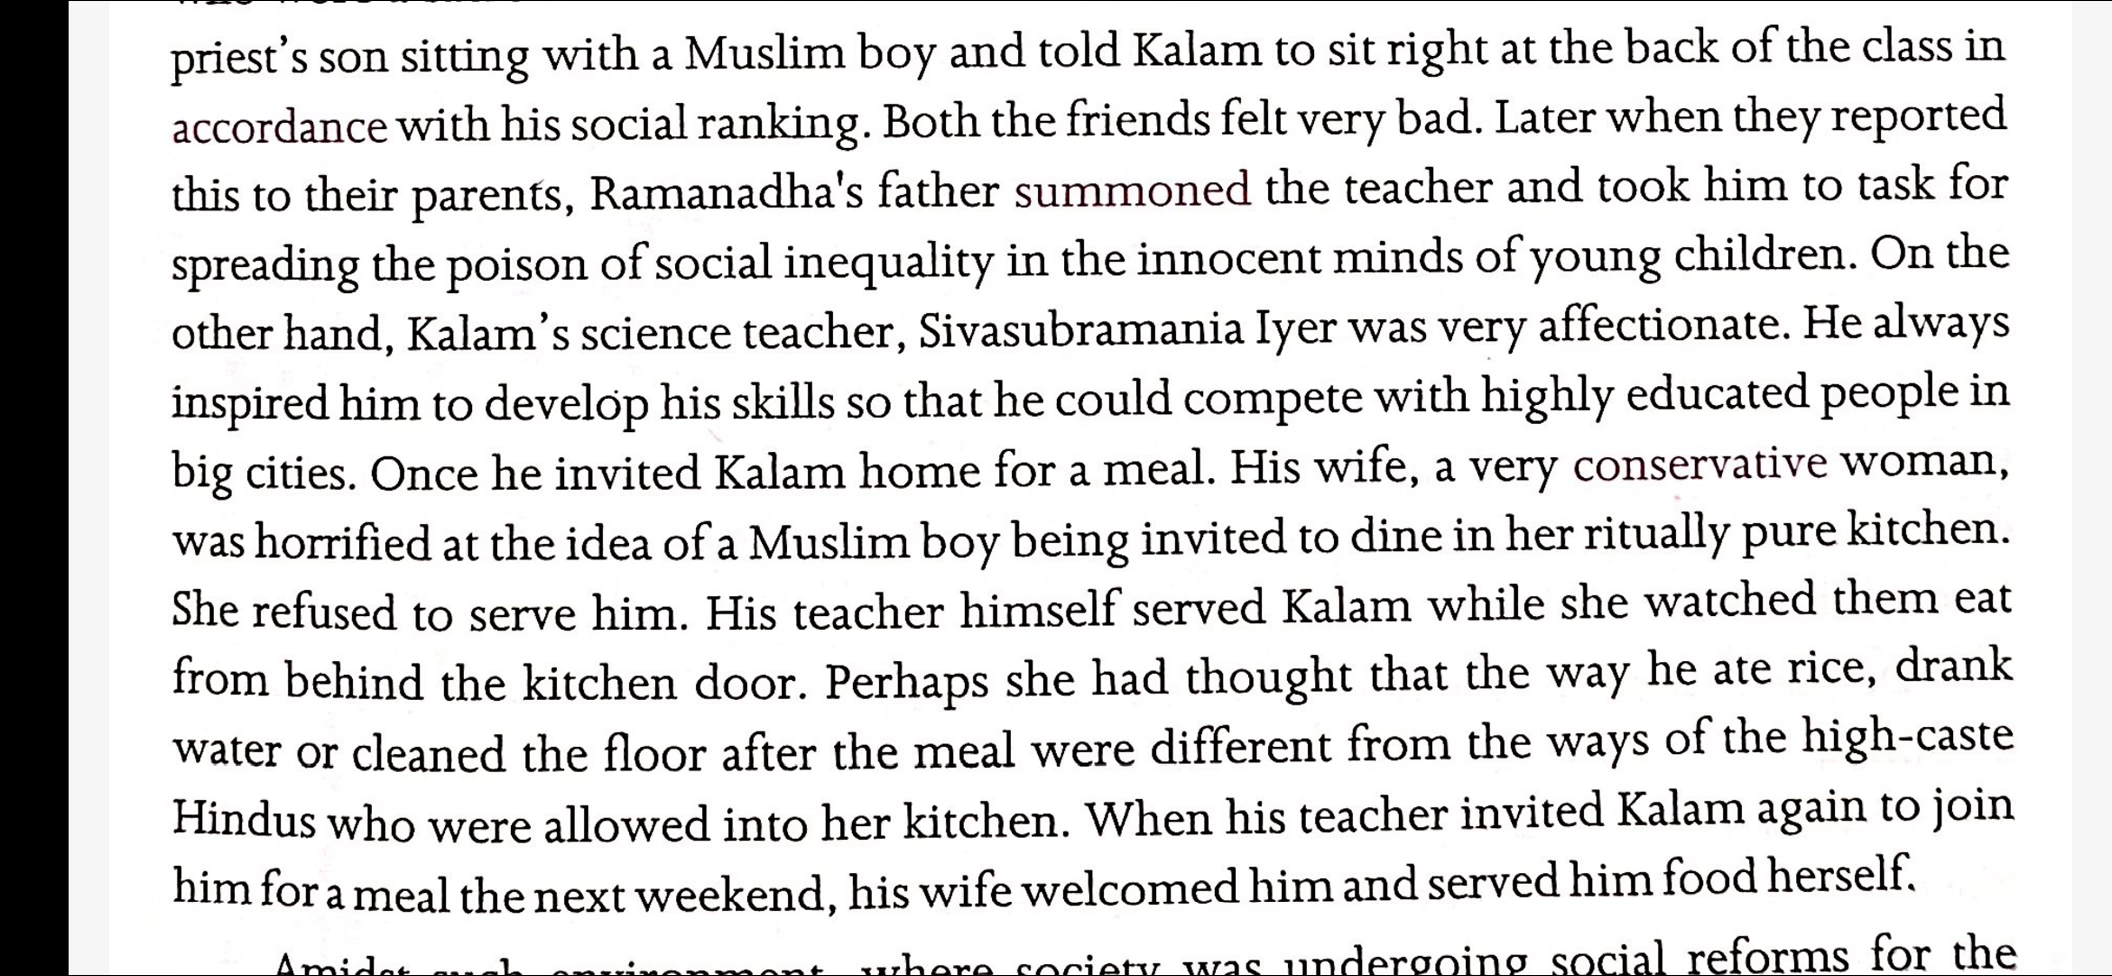 priest’s son sitting with a Muslim boy and told Kalam to sit right at the back of the class in
accordance with his social ranking. Both the friends felt very bad. Later when they reported
this to their parents, Ramanadha's father summoned the teacher and took him to task for
spreading the poison of social inequality in the innocent minds of young children. On the
other hand, Kalam’s science teacher, Sivasubramania Iyer was very affectionate. He always
inspired him to develop his skills so that he could compete with highly educated people in
big cities. Once he invited Kalam home for a meal. His wife, a very conservative woman,
was horrified at the idea of a Muslim boy being invited to dine in her ritually pure kitchen.
She refused to serve him. His teacher himself served Kalam while she watched them eat
from behind the kitchen door. Perhaps she had thought that the way he ate rice, drank
water or cleaned the floor after the meal were different from the ways of the high-caste
Hindus who were allowed into her kitchen. When his teacher invited Kalam again to join
him for a meal the next weekend, his wife welcomed him and served him food herself.
Amidst such environment, where society was undergoing social reforms for the